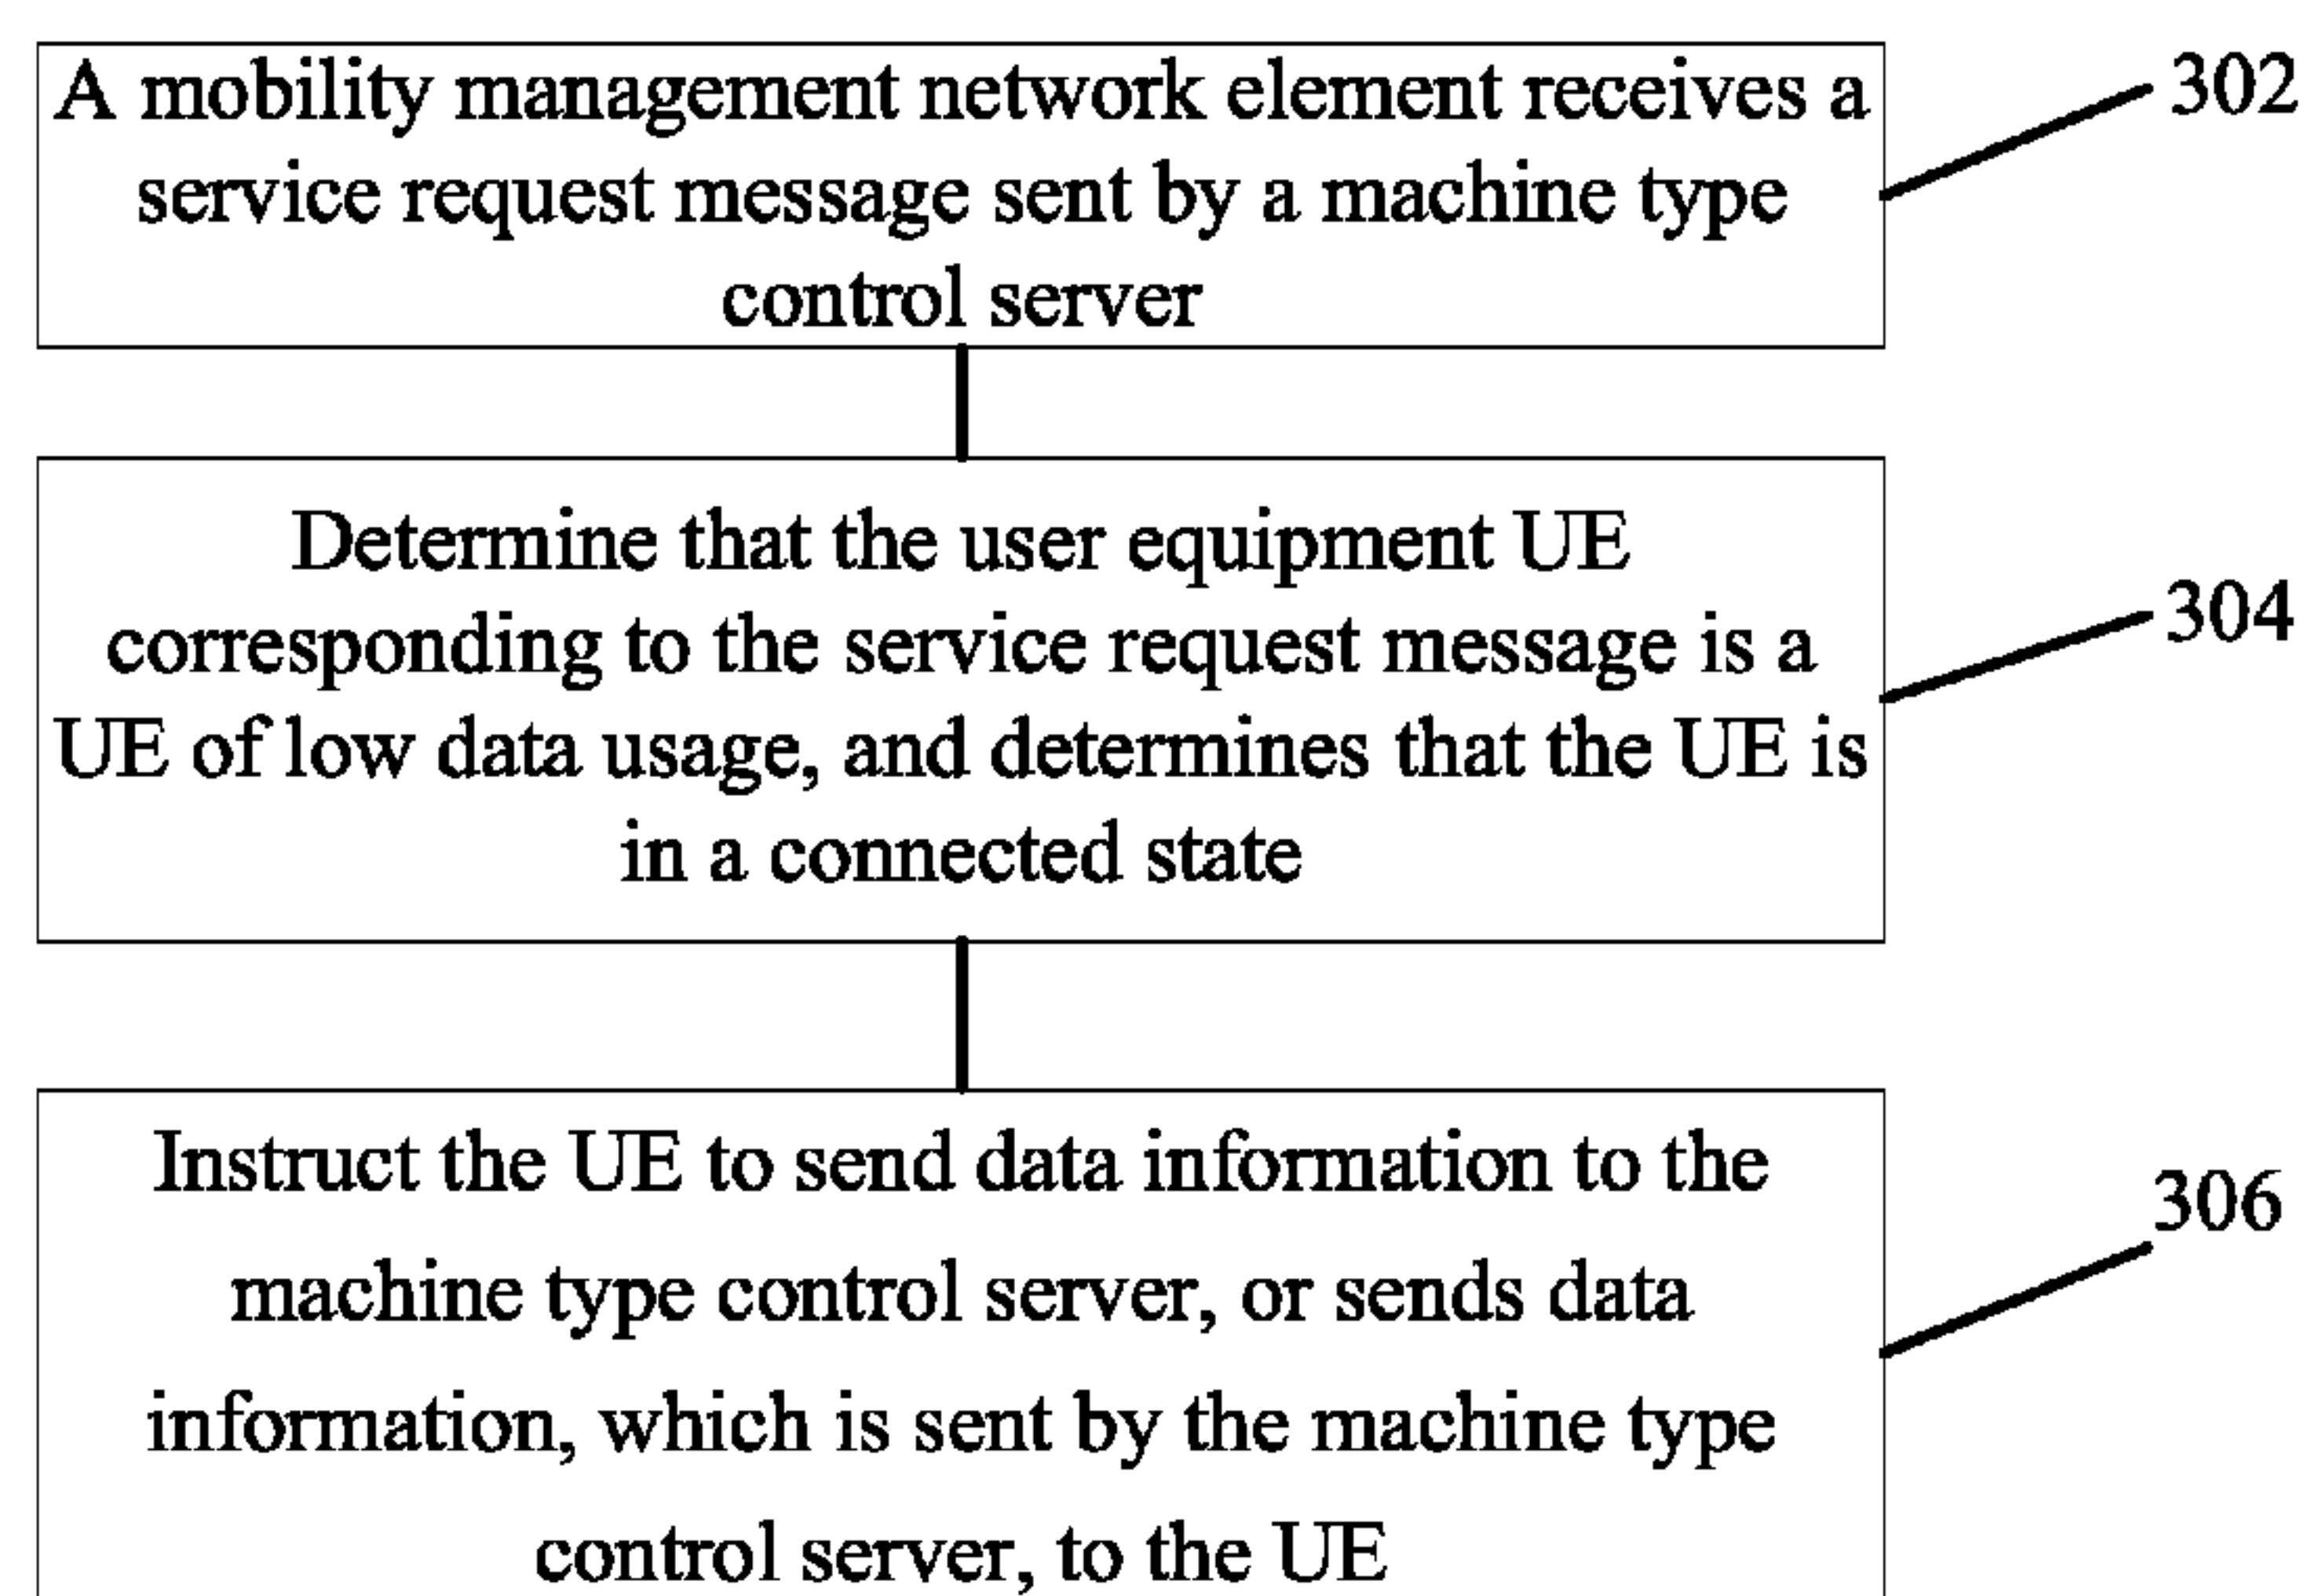 A mobility management network element receives a
service request message sent by a machine type
control server
302
Determine that the user equipment UE
corresponding to the service request message is a
UE of low data usage, and determines that the UE is
in a connected state
304
Instruct the UE to send data information to the
machine type control server, or sends data
information, which is sent by the machine type
control server, to the UE
306